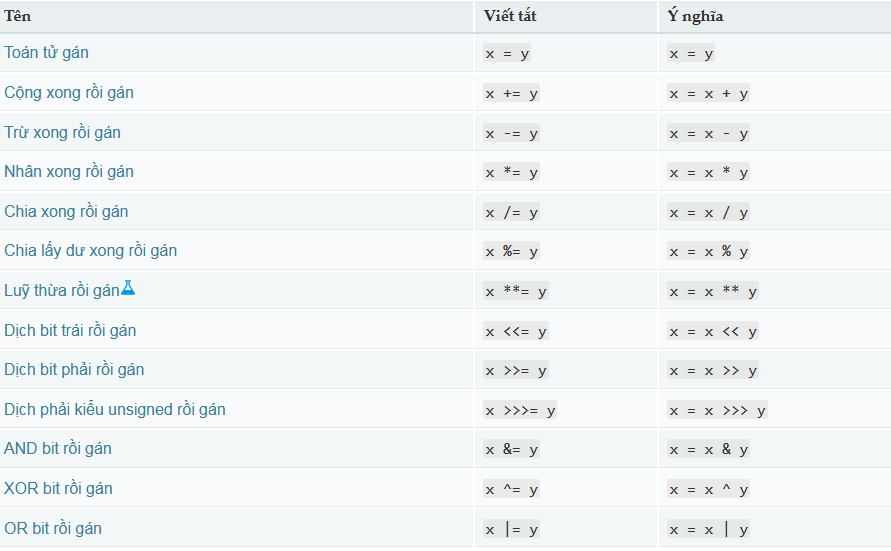 Tên Viết tắt Ý nghĩa
Toán tử gán x = y x = y
Cộng xong rồi gán x += y x = x + y
Trừ xong rồi gán x -= y x = x - y
Nhân xong rồi gán x *= y x = x * y
Chia xong rồi gán x /= y x = x / y
Chia lấy dư xong rồi gán x %= y x = x % y
Luỹ thừa rồi gán x **= y x = x ** y
Dịch bit trái rồi gán x <<= y x = x << y
Dịch bit phải rồi gán x >>= y x = x >> y
Dịch phải kiểu unsigned rồi gán x >>>= y x = x >>> y
AND bit rồi gán x &= y x = x & y
XOR bit rồi gán x ^= y x = x ^ y
OR bit rồi gán x |= y x = x | y